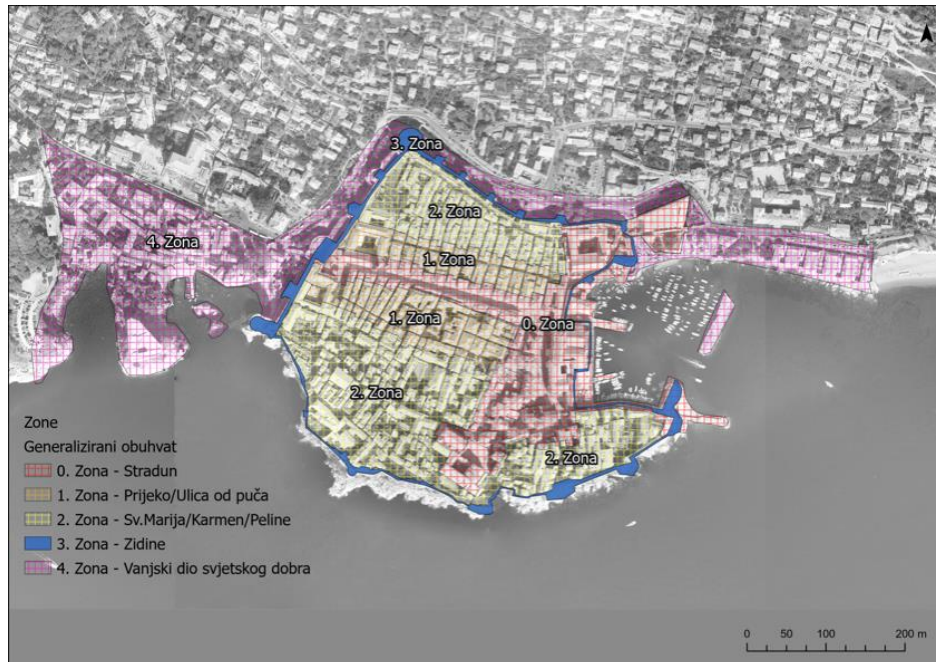 3. Zona
2. Zona
4. Zona
1. Zona
1. Zona
0. Zona
2. Zona
2. Zona
Zone
Generalizirani obuhvat
0. Zona - Stradun
1. Zona - Prijeko/Ulica od puča
2. Zona - Sv.Marija/Karmen/Peline
3. Zona - Zidine
4. Zona - Vanjski dio svjetskog dobra
0 50 100 200 m